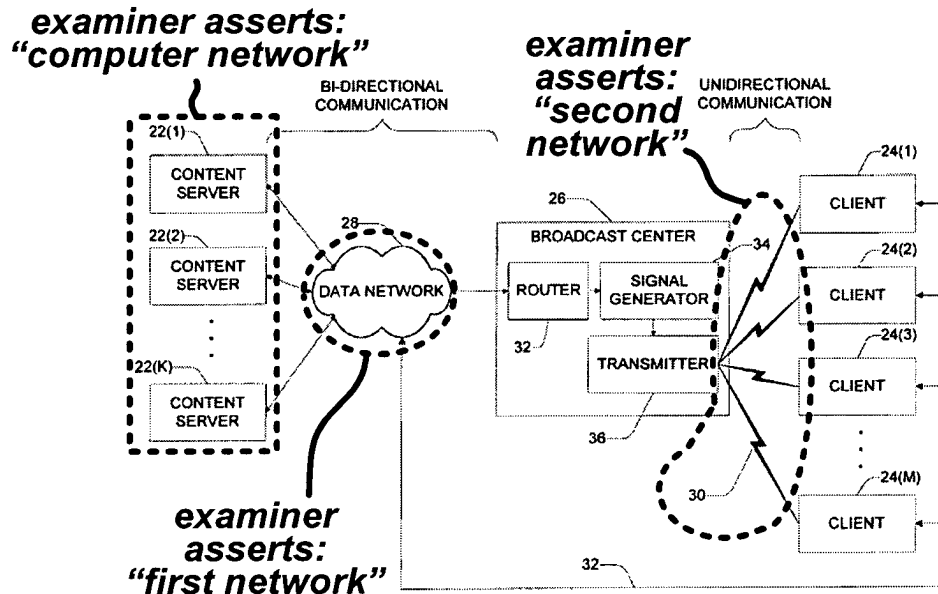 examiner asserts:
“computer network”
examiner
asserts:
“second
network”
BI-DIRECTIONAL
COMMUNICATION
UNIDIRECTIONAL
COMMUNICATION
22(1)
CONTENT
SERVER
22(2)
CONTENT
SERVER
22(K)
CONTENT
SERVER
28
DATA NETWORK
26
BROADCAST CENTER
34
ROUTER
32
SIGNAL
GENERATOR
TRANSMITTER
36
30
24(1)
CLIENT
24(2)
CLIENT
24(3)
CLIENT
24(M)
CLIENT
examiner
asserts:
“first network”
32